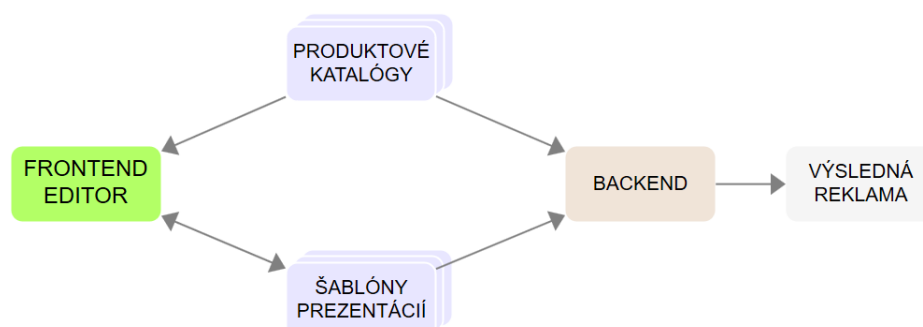 PRODUKTOVÉ
KATALÓGY
FRONTEND
EDITOR
BACKEND
VÝSLEDNÁ
REKLAMA
ŠABLÓNY
PREZENTÁCIÍ